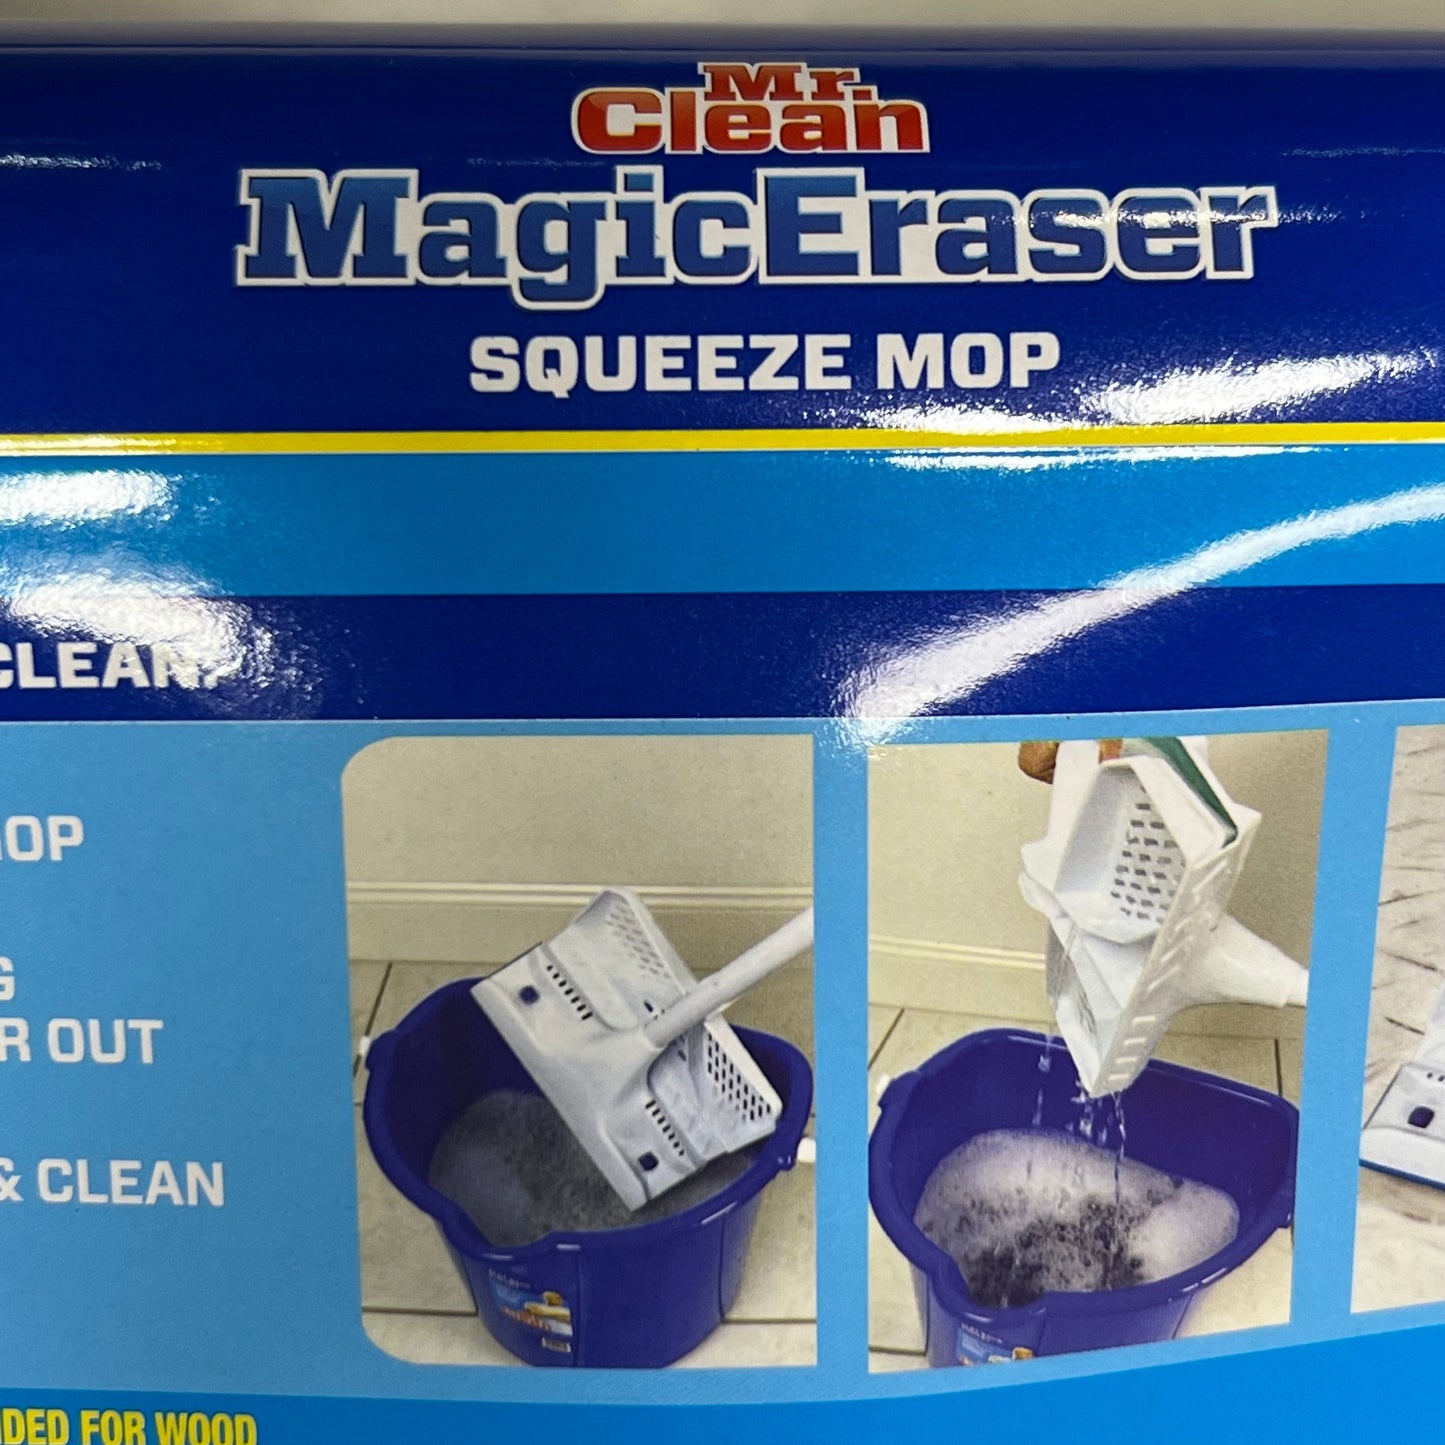 Mr.
Clean
MagicEraser
SQUEEZE MOP
CLEAN.
OP
G
R OUT
& CLEAN
DED FOR WOOD